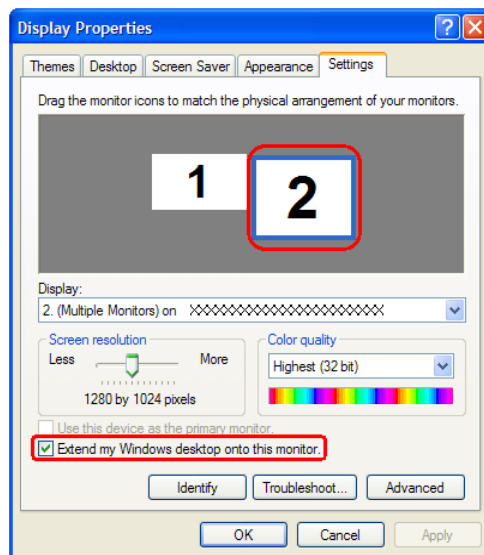 Display Properties
Themes Desktop Screen Saver Appearance Settings
Drag the monitor icons to match the physical arrangement of your monitors.
1 2
Display:
2. (Multiple Monitors) on XXXXXXXXXXXXXXXXXXXXXXXX
Screen resolution
Less More
1280 by 1024 pixels
Color quality
Highest (32 bit)
Use this device as the primary monitor.
Extend my Windows desktop onto this monitor.
Identify Troubleshoot... Advanced
OK Cancel Apply